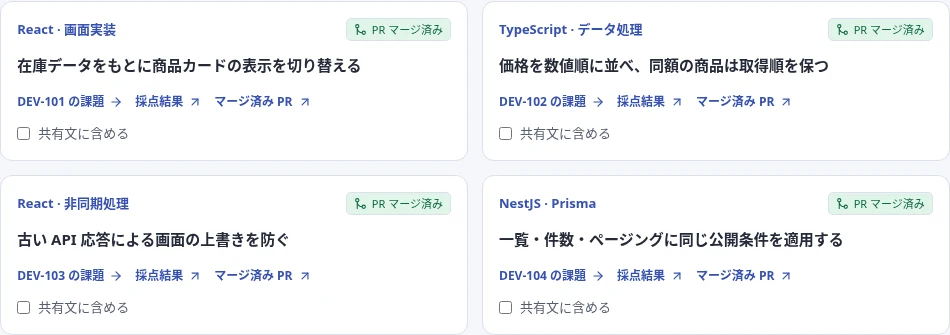 React · 画面実装
PR マージ済み
在庫データをもとに商品カードの表示を切り替える
DEV-101 の課題 → 採点結果 ↗ マージ済み PR ↗
共有文に含める
TypeScript · データ処理
PR マージ済み
価格を数値順に並べ、同額の商品は取得順を保つ
DEV-102 の課題 → 採点結果 ↗ マージ済み PR ↗
共有文に含める
React · 非同期処理
PR マージ済み
古い API 応答による画面の上書きを防ぐ
DEV-103 の課題 → 採点結果 ↗ マージ済み PR ↗
共有文に含める
NestJS · Prisma
PR マージ済み
一覧・件数・ページングに同じ公開条件を適用する
DEV-104 の課題 → 採点結果 ↗ マージ済み PR ↗
共有文に含める